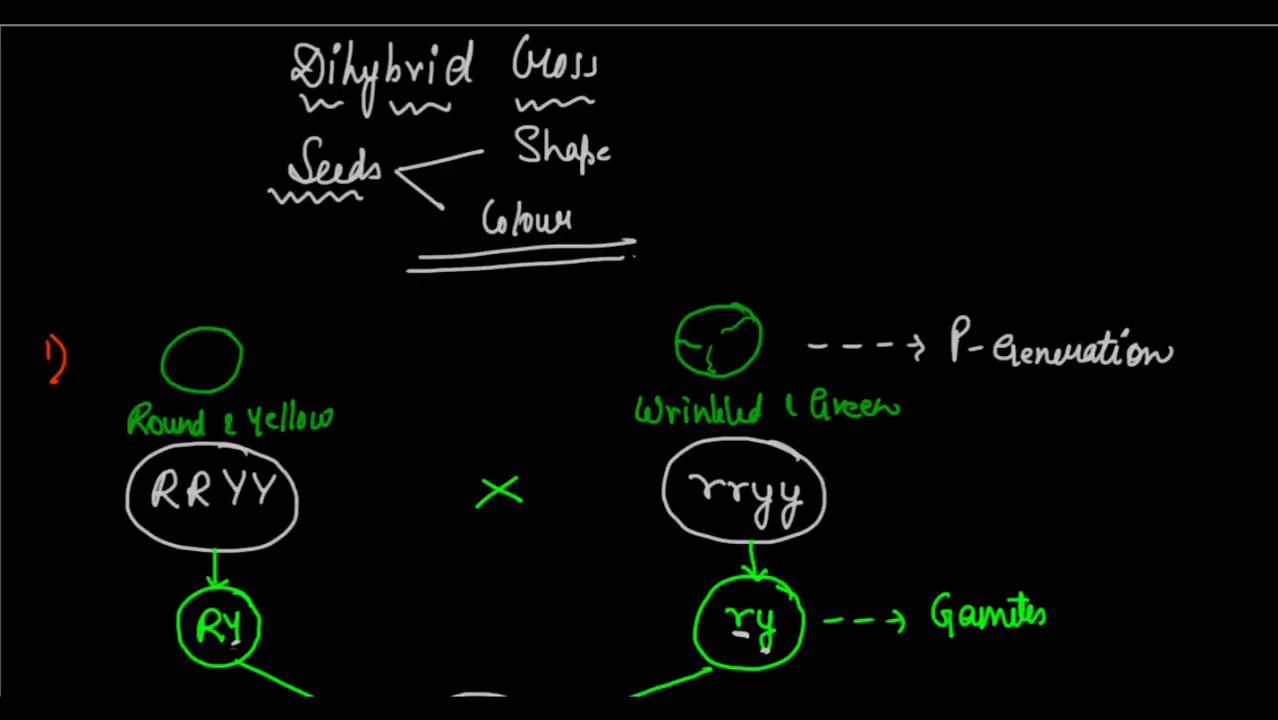 Dihybrid Cross
Seeds
Shape
Colour
1)
Round & Yellow
Wrinkled & Green
P-Generation
RRYY
×
rryy
RY
ry
Gametes